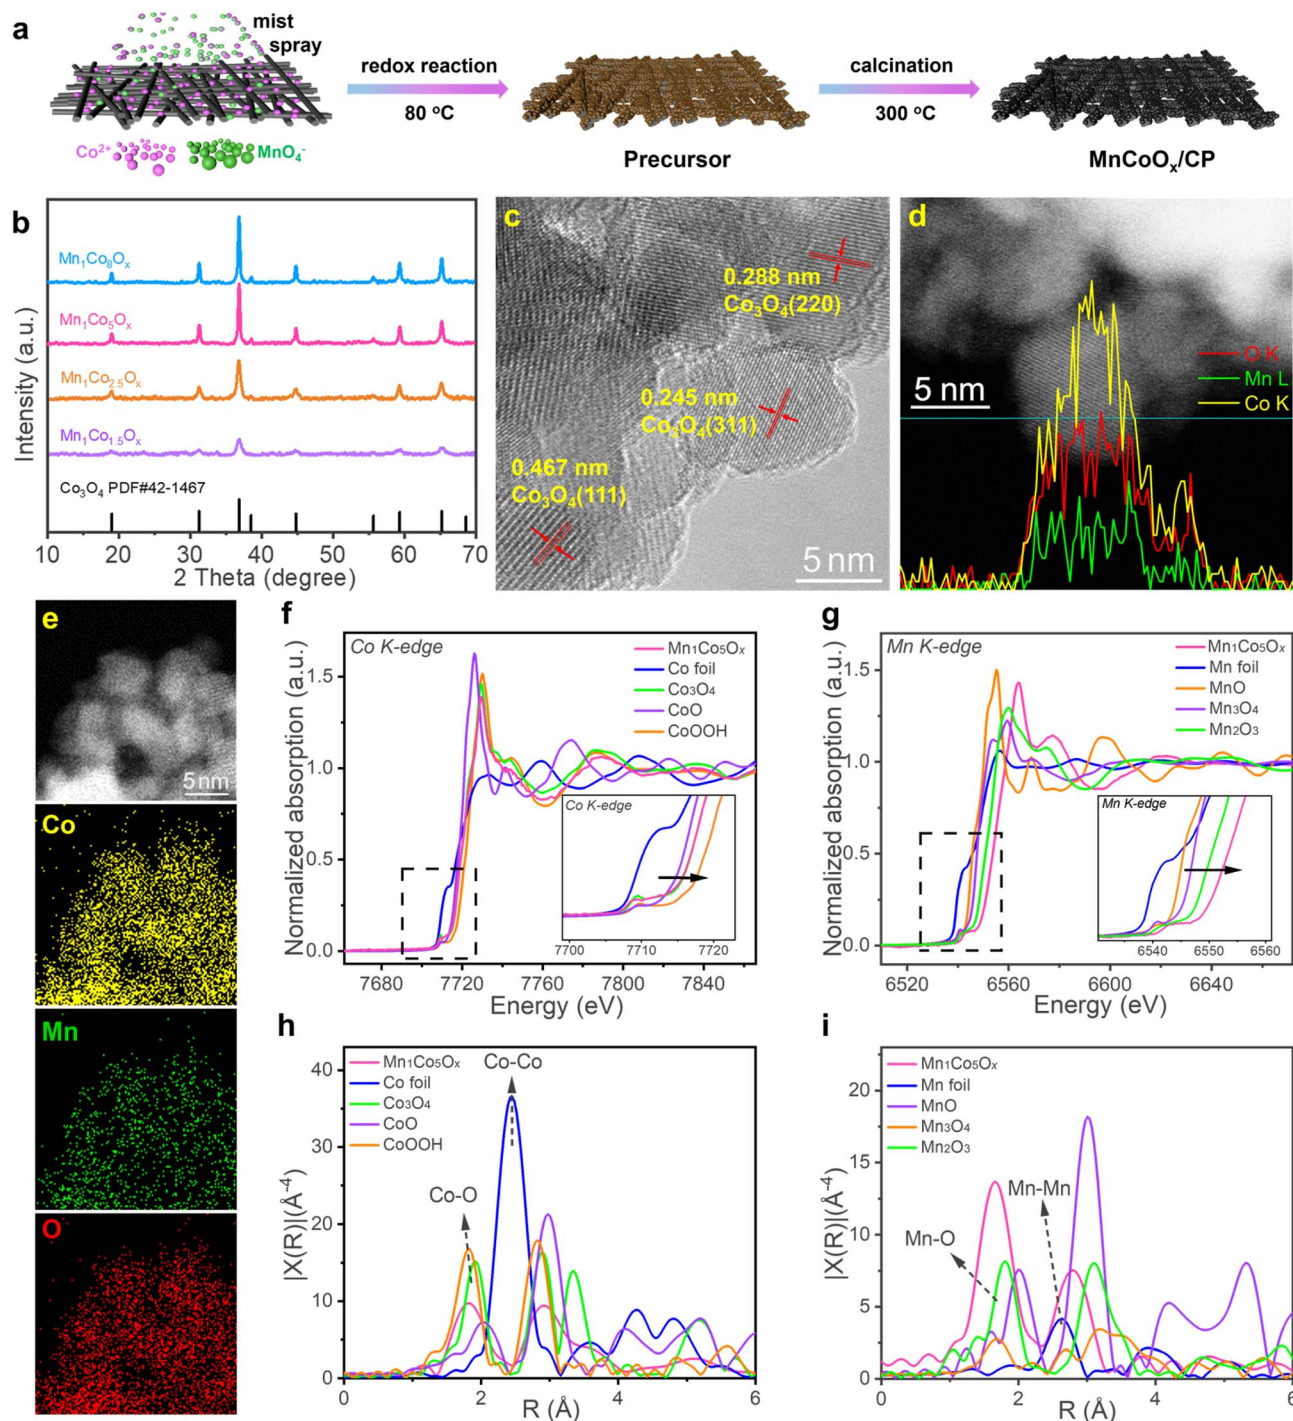 a
mist
spray
redox reaction
80 °C
calcination
300 °C
Co²⁺
MnO₄⁻
Precursor
MnCoOₓ/CP
b
Mn₁Co₈Oₓ
Mn₁Co₅Oₓ
Mn₁Co₂.₅Oₓ
Mn₁Co₁.₅Oₓ
Co₃O₄ PDF#42-1467
Intensity (a.u.)
10 20 30 40 50 60 70
2 Theta (degree)
c
0.288 nm
Co₃O₄(220)
0.245 nm
Co₃O₄(311)
0.467 nm
Co₃O₄(111)
5 nm
d
5 nm
O K
Mn L
Co K
e
5 nm
Co
Mn
O
f
Co K-edge
Mn₁Co₅Oₓ
Co foil
Co₃O₄
CoO
CoOOH
Normalized absorption (a.u.)
1.5
1.0
0.5
0.0
Co K-edge
7700 7710 7720
7680 7720 7760 7800 7840
Energy (eV)
g
Mn K-edge
Mn₁Co₅Oₓ
Mn foil
MnO
Mn₃O₄
Mn₂O₃
Normalized absorption (a.u.)
1.5
1.0
0.5
0.0
Mn K-edge
6540 6550 6560
6520 6560 6600 6640
Energy (eV)
h
Mn₁Co₅Oₓ
Co foil
Co₃O₄
CoO
CoOOH
Co-Co
Co-O
|X(R)|(Å⁻⁴)
40
30
20
10
0
0 2 4 6
R (Å)
i
Mn₁Co₅Oₓ
Mn foil
MnO
Mn₃O₄
Mn₂O₃
Mn-Mn
Mn-O
|X(R)|(Å⁻⁴)
20
15
10
5
0
0 2 4 6
R (Å)